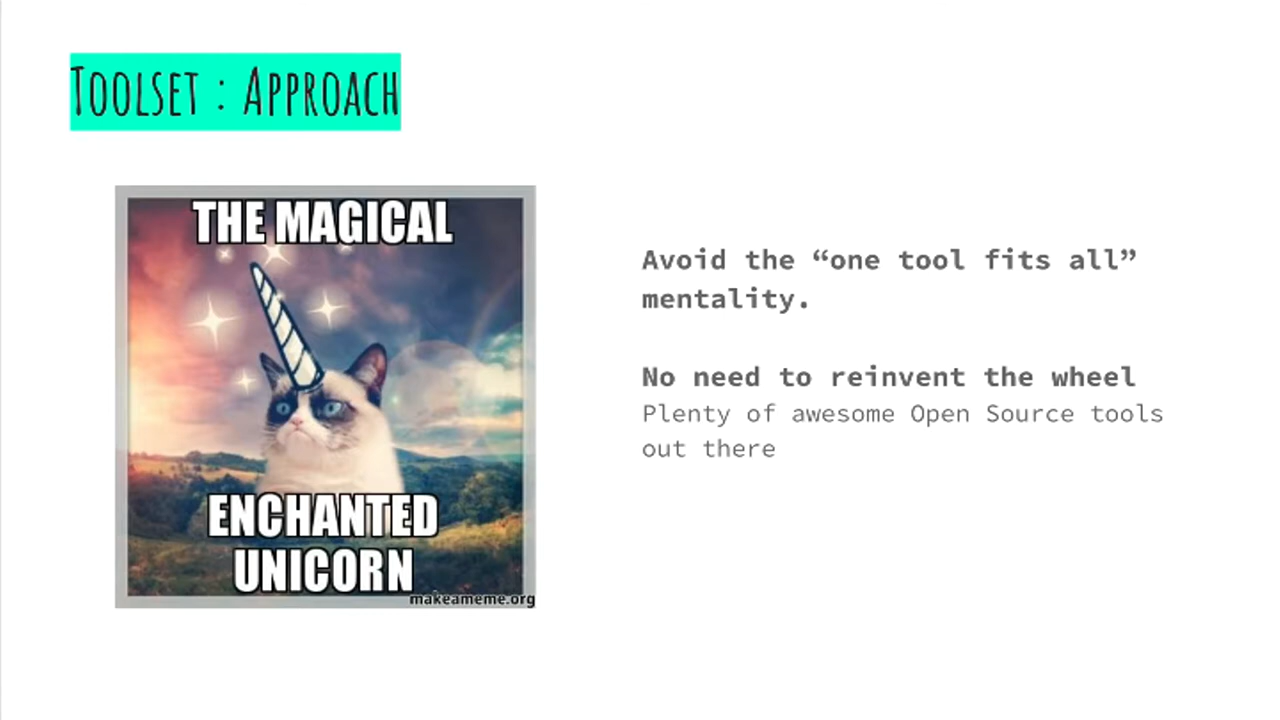 Toolset : Approach
THE MAGICAL
ENCHANTED
UNICORN
makeameme.org
Avoid the “one tool fits all”
mentality.
No need to reinvent the wheel
Plenty of awesome Open Source tools
out there